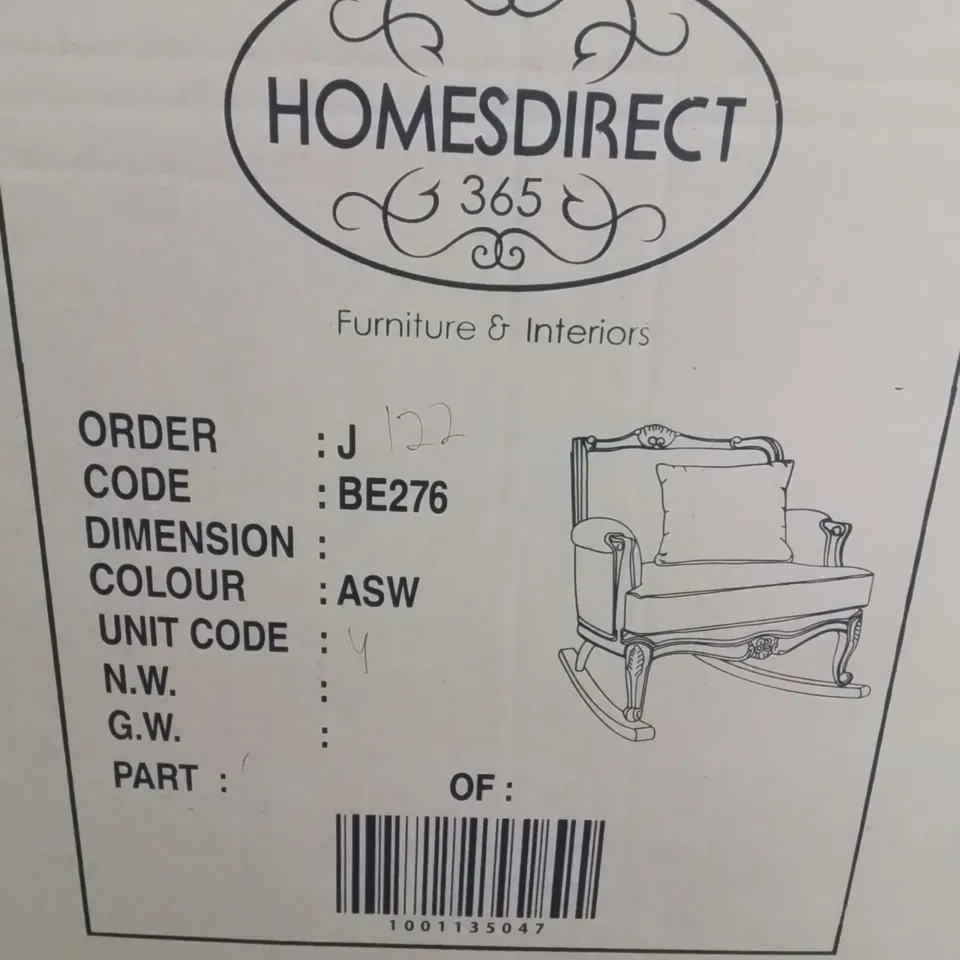 HOMESDIRECT
365
Furniture & Interiors
ORDER : J 122
CODE : BE276
DIMENSION :
COLOUR : ASW
UNIT CODE : 4
N.W. :
G.W. :
PART : OF :
1001135047